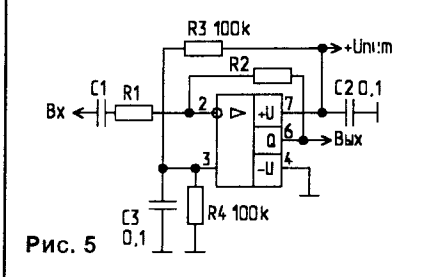 R3 100k
+Uпит
R2
C1
R1
C2 0,1
Вх
2
▷
+U
7
Q
6
Вых
-U
4
3
C3
0,1
R4 100k
Рис. 5